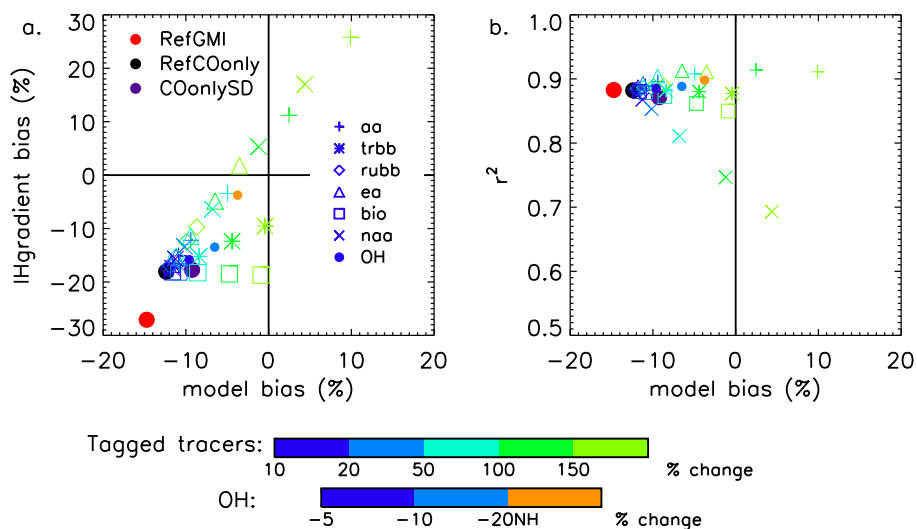 a.
RefGMI
RefCOonly
COonlySD
aa
trbb
rubb
ea
bio
naa
OH
30
20
10
0
−10
−20
−30
IHgradient bias (%)
−20 −10 0 10 20
model bias (%)
b.
1.0
0.9
0.8
0.7
0.6
0.5
r²
−20 −10 0 10 20
model bias (%)
Tagged tracers:
10 20 50 100 150 % change
OH:
−5 −10 −20NH % change